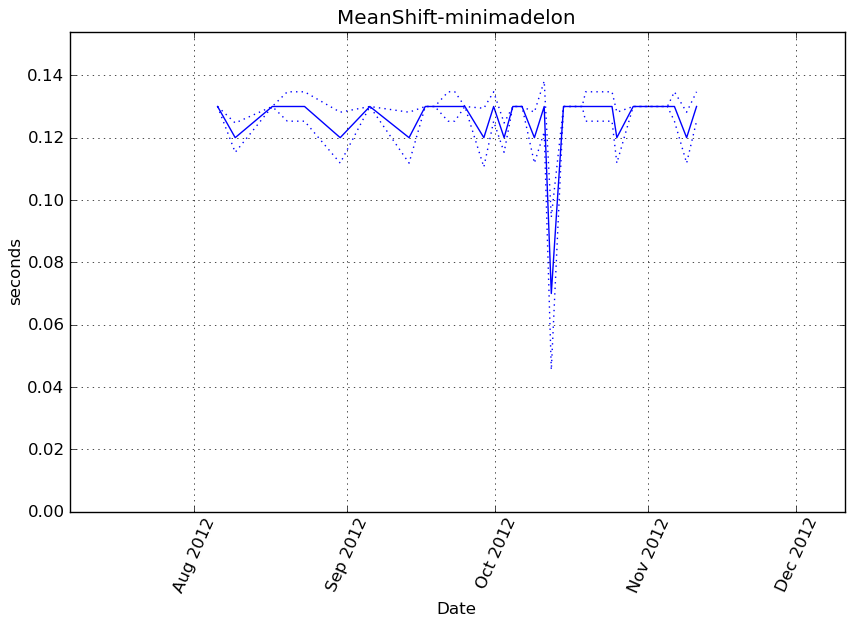 MeanShift-minimadelon
0.14
0.12
0.10
0.08
0.06
0.04
0.02
0.00
seconds
Aug 2012
Sep 2012
Oct 2012
Nov 2012
Dec 2012
Date